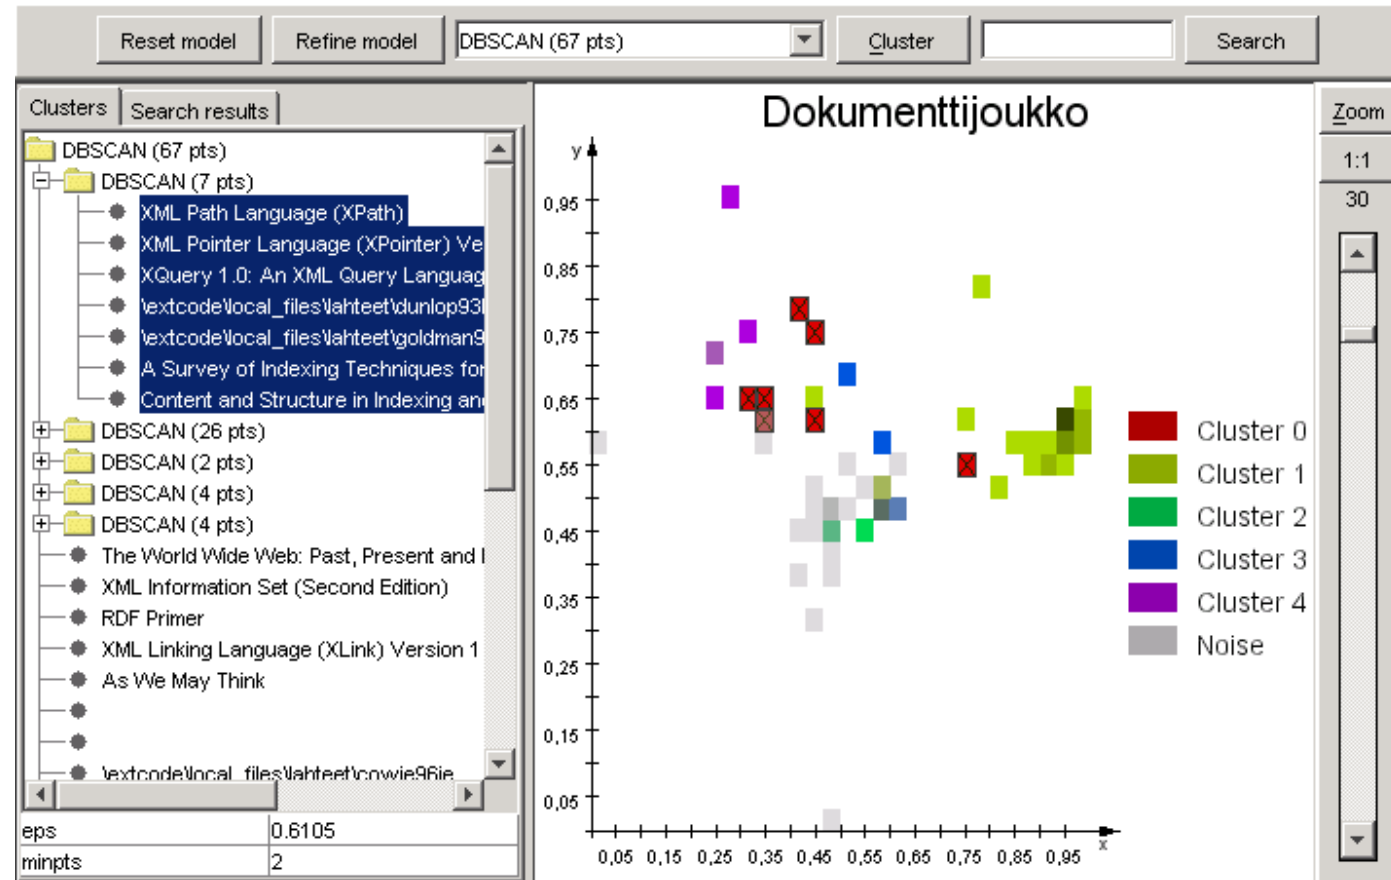 Reset model
Refine model
DBSCAN (67 pts)
Cluster
Search
Clusters
Search results
DBSCAN (67 pts)
DBSCAN (7 pts)
XML Path Language (XPath)
XML Pointer Language (XPointer) Ve
XQuery 1.0: An XML Query Languag
\extcode\local_files\lahteet\dunlop93
\extcode\local_files\lahteet\goldman9
A Survey of Indexing Techniques for
Content and Structure in Indexing and
DBSCAN (26 pts)
DBSCAN (2 pts)
DBSCAN (4 pts)
DBSCAN (4 pts)
The World Wide Web: Past, Present and
XML Information Set (Second Edition)
RDF Primer
XML Linking Language (XLink) Version 1
As We May Think
\extcode\local_files\lahteet\cowie96ie
eps 0.6105
minpts 2
Dokumenttijoukko
y
0,95
0,85
0,75
0,65
0,55
0,45
0,35
0,25
0,15
0,05
0,05 0,15 0,25 0,35 0,45 0,55 0,65 0,75 0,85 0,95
x
Cluster 0
Cluster 1
Cluster 2
Cluster 3
Cluster 4
Noise
Zoom
1:1
30